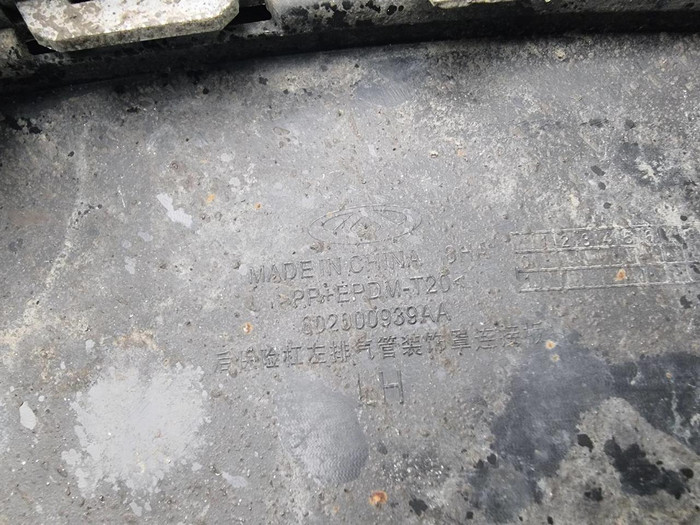 MADE IN CHINA
>PP+EPDM-T20<
602000939AA
后保险杠左排气管装饰罩连接
LH